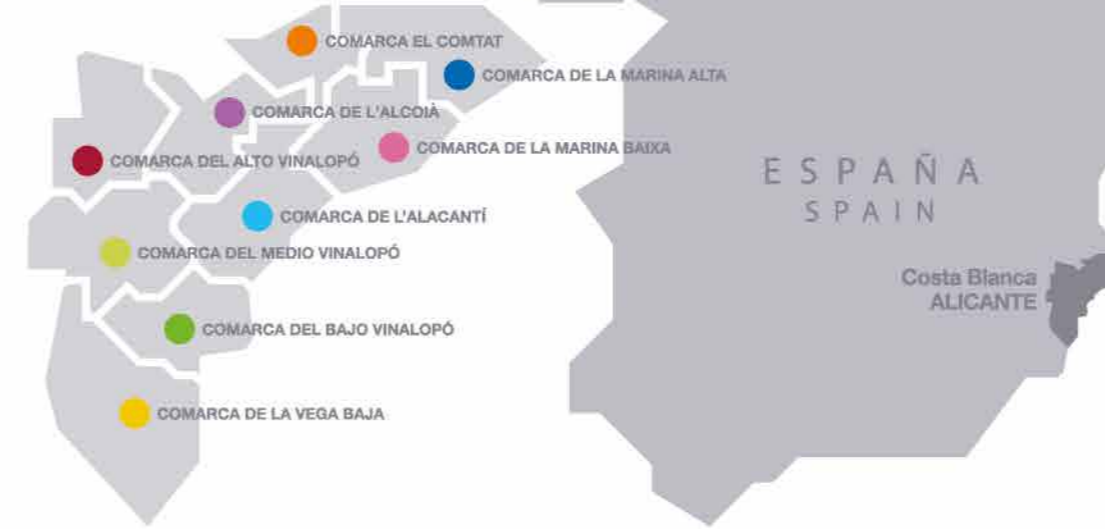 COMARCA EL COMTAT
COMARCA DE LA MARINA ALTA
COMARCA DE L'ALCOIÀ
COMARCA DE LA MARINA BAIXA
COMARCA DEL ALTO VINALOPÓ
COMARCA DE L'ALACANTÍ
COMARCA DEL MEDIO VINALOPÓ
COMARCA DEL BAJO VINALOPÓ
COMARCA DE LA VEGA BAJA
ESPAÑA
SPAIN
Costa Blanca
ALICANTE